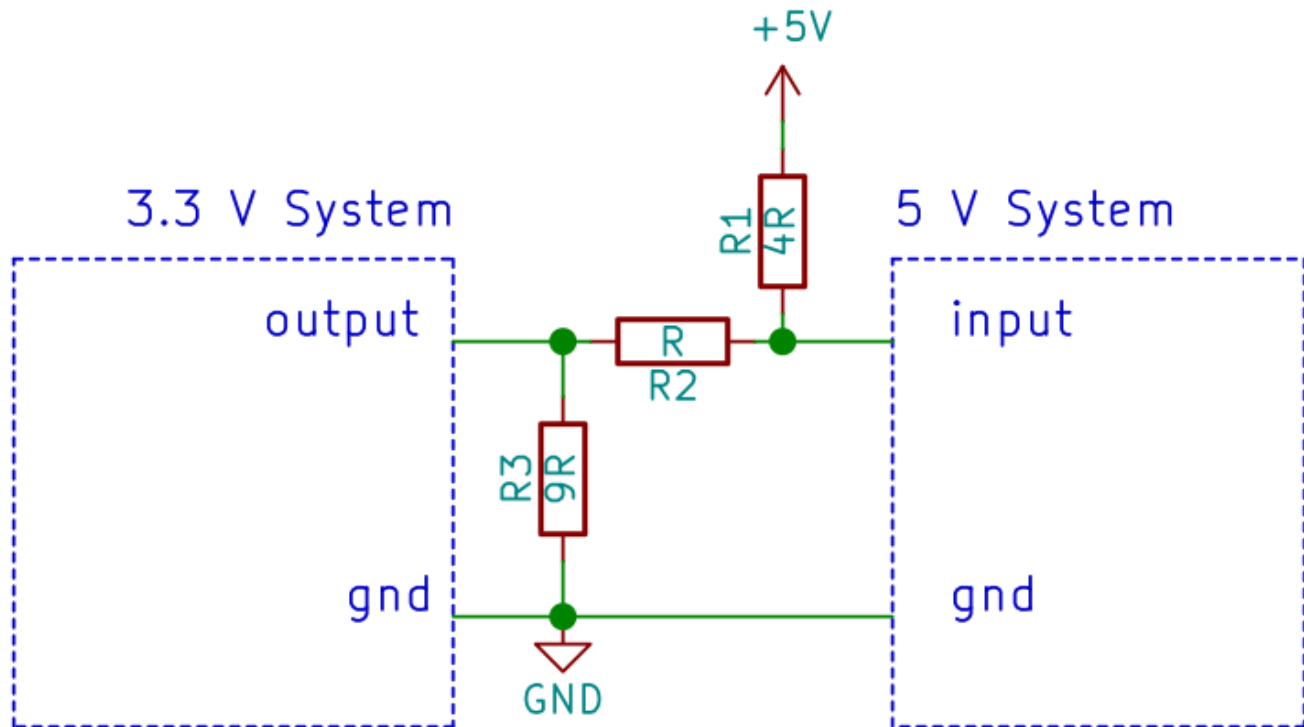 +5V
3.3 V System
5 V System
R1
4R
output
input
R
R2
R3
9R
gnd
gnd
GND